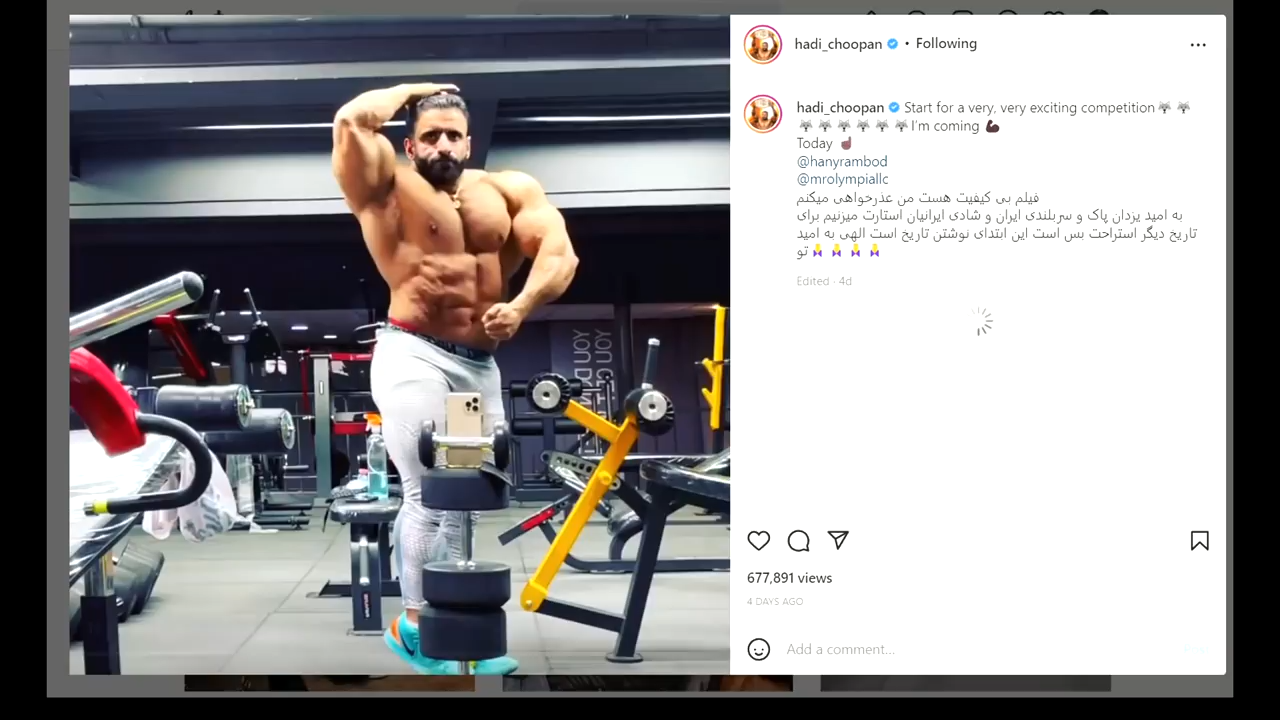 hadi_choopan • Following
hadi_choopan Start for a very, very exciting competition🐺🐺
🐺🐺🐺🐺🐺🐺I'm coming 💪🏿
Today ☝🏾
@hanyrambod
@mrolympiallc
فیلم بی کیفیت هست من عذرخواهی میکنم
به امید یزدان پاک و سربلندی ایران و شادی ایرانیان استارت میزنیم برای
تاریخ دیگر استراحت بس است این ابتدای نوشتن تاریخ است الهی به امید
تو
Edited · 4d
677,891 views
4 DAYS AGO
Add a comment...
Post